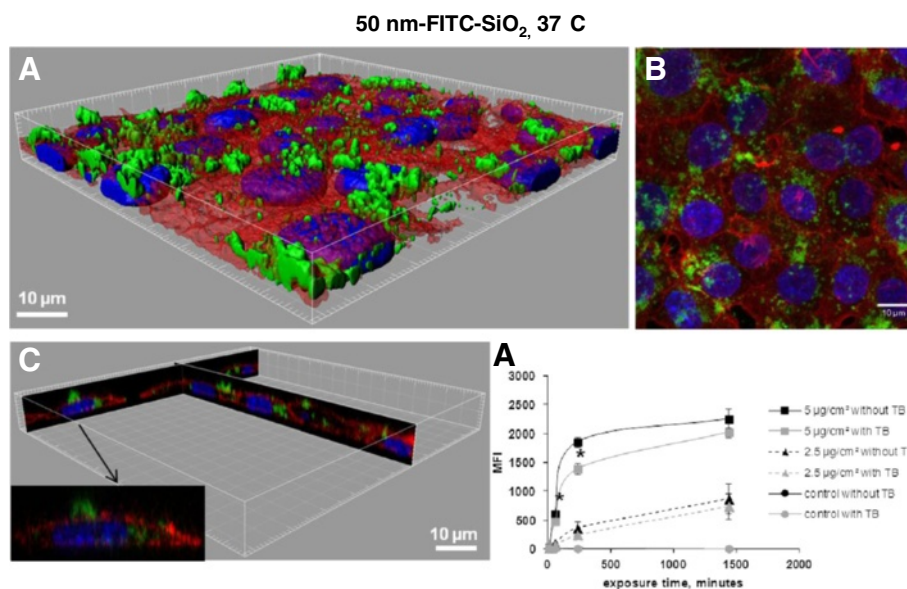 50 nm-FITC-SiO₂, 37 C
A
B
10 µm
10 µm
C
10 µm
A
3000
2500
2000
1500
1000
500
0
MFI
*
*
0 500 1000 1500 2000
exposure time, minutes
5 µg/cm² without TB
5 µg/cm² with TB
2.5 µg/cm² without T
2.5 µg/cm² with TB
control without TB
control with TB